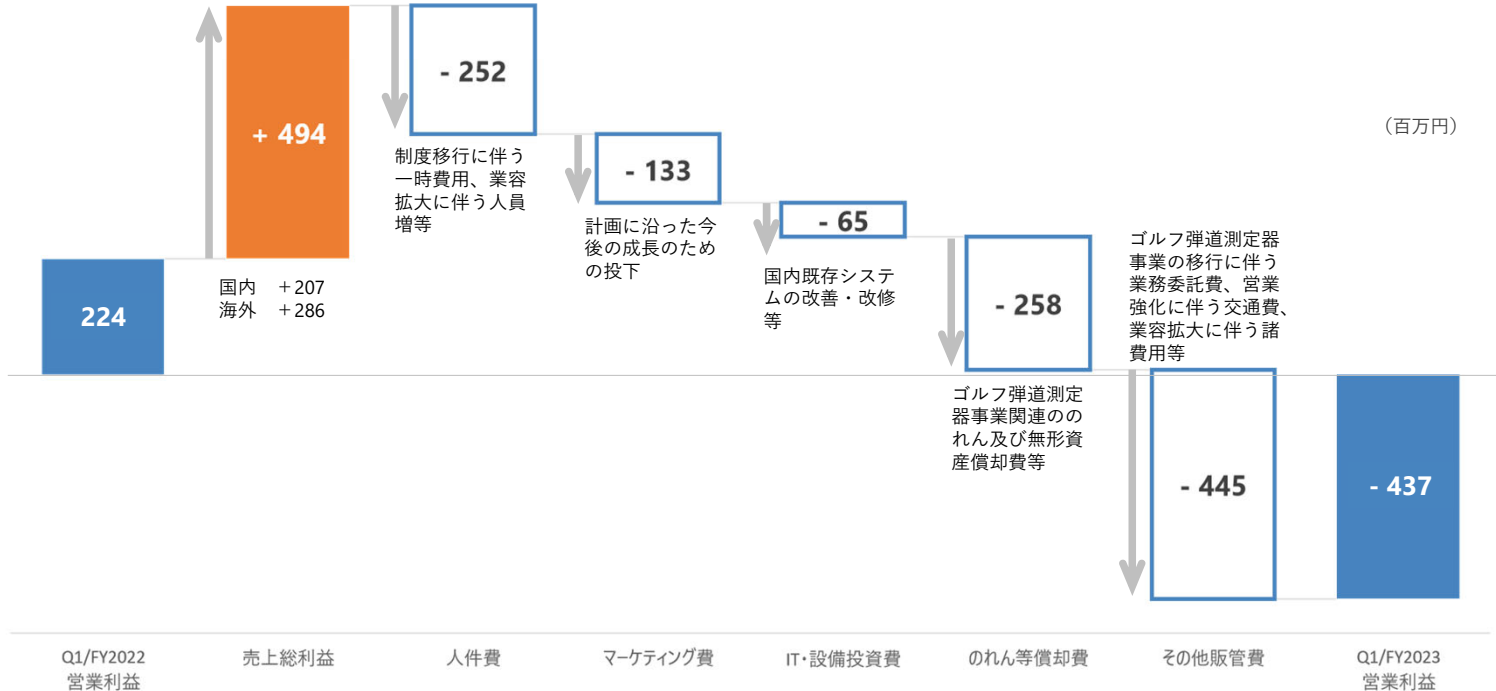 - 252
+ 494
（百万円）
制度移行に伴う
一時費用、業容
拡大に伴う人員
増等
- 133
計画に沿った今
後の成長のため
の投下
- 65
国内既存システ
ムの改善・改修
等
ゴルフ弾道測定器
事業の移行に伴う
業務委託費、営業
強化に伴う交通費、
業容拡大に伴う諸
費用等
国内　+207
海外　+286
224
- 258
ゴルフ弾道測定
器事業関連ののれ
ん及び無形資
産償却費等
- 445
- 437
Q1/FY2022
営業利益
売上総利益
人件費
マーケティング費
IT・設備投資費
のれん等償却費
その他販管費
Q1/FY2023
営業利益